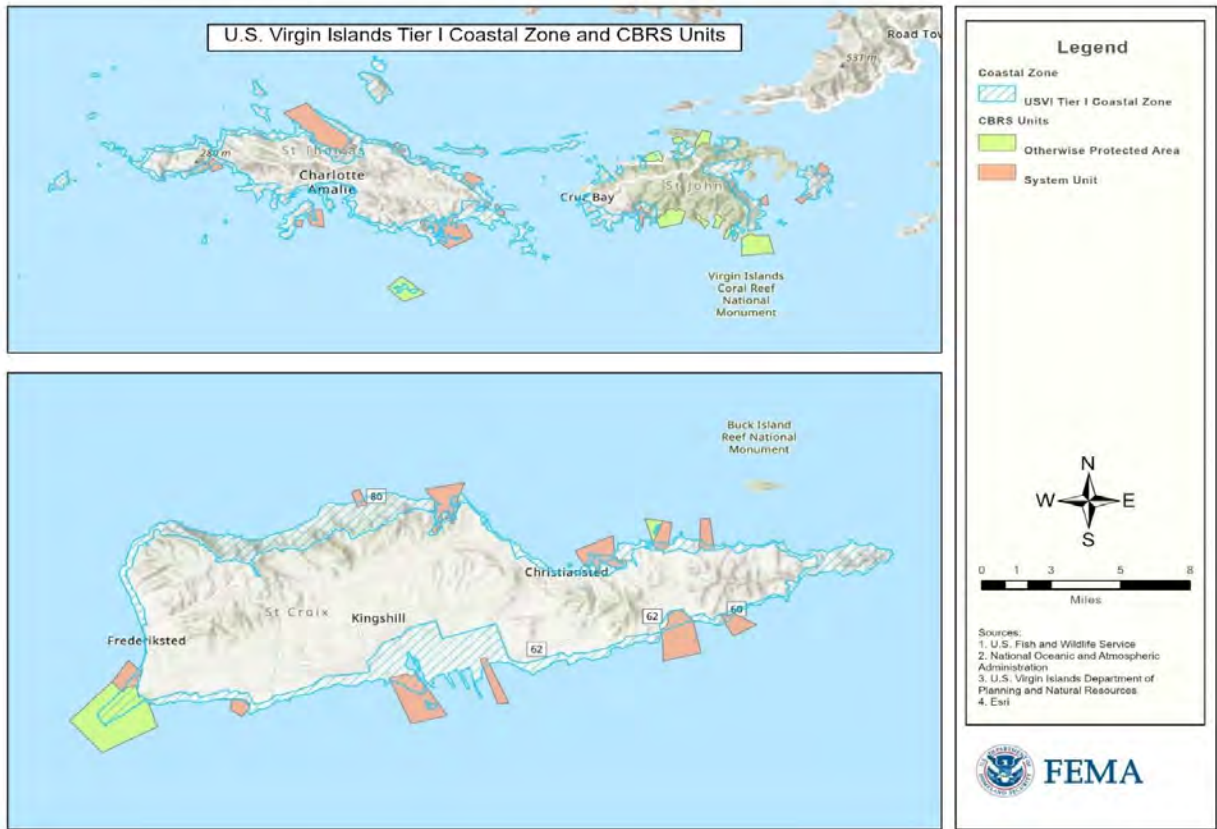 U.S. Virgin Islands Tier I Coastal Zone and CBRS Units
Road Tow
537 m
St Thomas
280 m
Charlotte
Amalie
Cruz Bay
St John
Virgin Islands
Coral Reef
National
Monument
Buck Island
Reef National
Monument
80
Christiansted
St Croix
Kingshill
62
60
Frederiksted
62
Legend
Coastal Zone
USVI Tier I Coastal Zone
CBRS Units
Otherwise Protected Area
System Unit
N
W
E
S
0 1 3 5 8
Miles
Sources:
1. U.S. Fish and Wildlife Service
2. National Oceanic and Atmospheric
Administration
3. U.S. Virgin Islands Department of
Planning and Natural Resources
4. Esri
FEMA